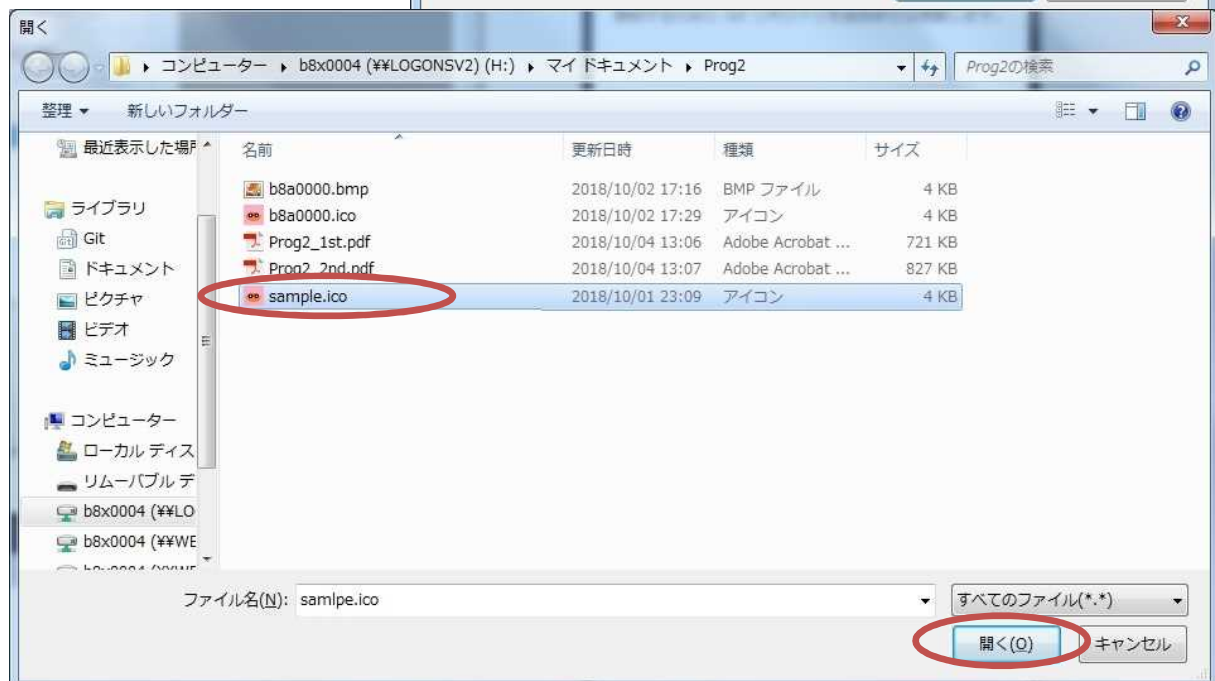 開く
コンピューター ▸ b8x0004 (¥¥LOGONSV2) (H:) ▸ マイ ドキュメント ▸ Prog2
Prog2の検索
整理 ▼ 新しいフォルダー
最近表示した場所
ライブラリ
Git
ドキュメント
ピクチャ
ビデオ
ミュージック
コンピューター
ローカル ディス
リムーバブル デ
b8x0004 (¥¥LO
b8x0004 (¥¥WE
名前 更新日時 種類 サイズ
b8a0000.bmp 2018/10/02 17:16 BMP ファイル 4 KB
b8a0000.ico 2018/10/02 17:29 アイコン 4 KB
Prog2_1st.pdf 2018/10/04 13:06 Adobe Acrobat ... 721 KB
Prog2_2nd.pdf 2018/10/04 13:07 Adobe Acrobat ... 827 KB
sample.ico 2018/10/01 23:09 アイコン 4 KB
ファイル名(N): samlpe.ico
すべてのファイル(*.*)
開く(O) キャンセル